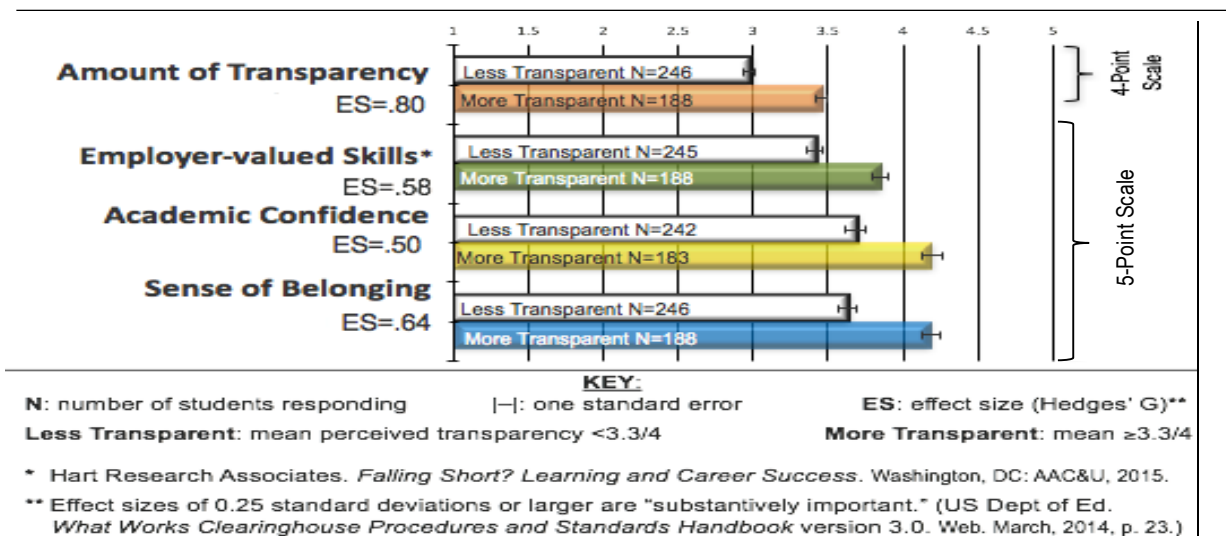 1 1.5 2 2.5 3 3.5 4 4.5 5
Amount of Transparency
ES=.80
Less Transparent N=246
More Transparent N=188
4-Point
Scale
Employer-valued Skills*
ES=.58
Less Transparent N=245
More Transparent N=188
Academic Confidence
ES=.50
Less Transparent N=242
More Transparent N=183
Sense of Belonging
ES=.64
Less Transparent N=246
More Transparent N=188
5-Point Scale
KEY:
N: number of students responding |–|: one standard error ES: effect size (Hedges' G)**
Less Transparent: mean perceived transparency <3.3/4 More Transparent: mean ≥3.3/4
* Hart Research Associates. Falling Short? Learning and Career Success. Washington, DC: AAC&U, 2015.
** Effect sizes of 0.25 standard deviations or larger are “substantively important.” (US Dept of Ed.
What Works Clearinghouse Procedures and Standards Handbook version 3.0. Web. March, 2014, p. 23.)